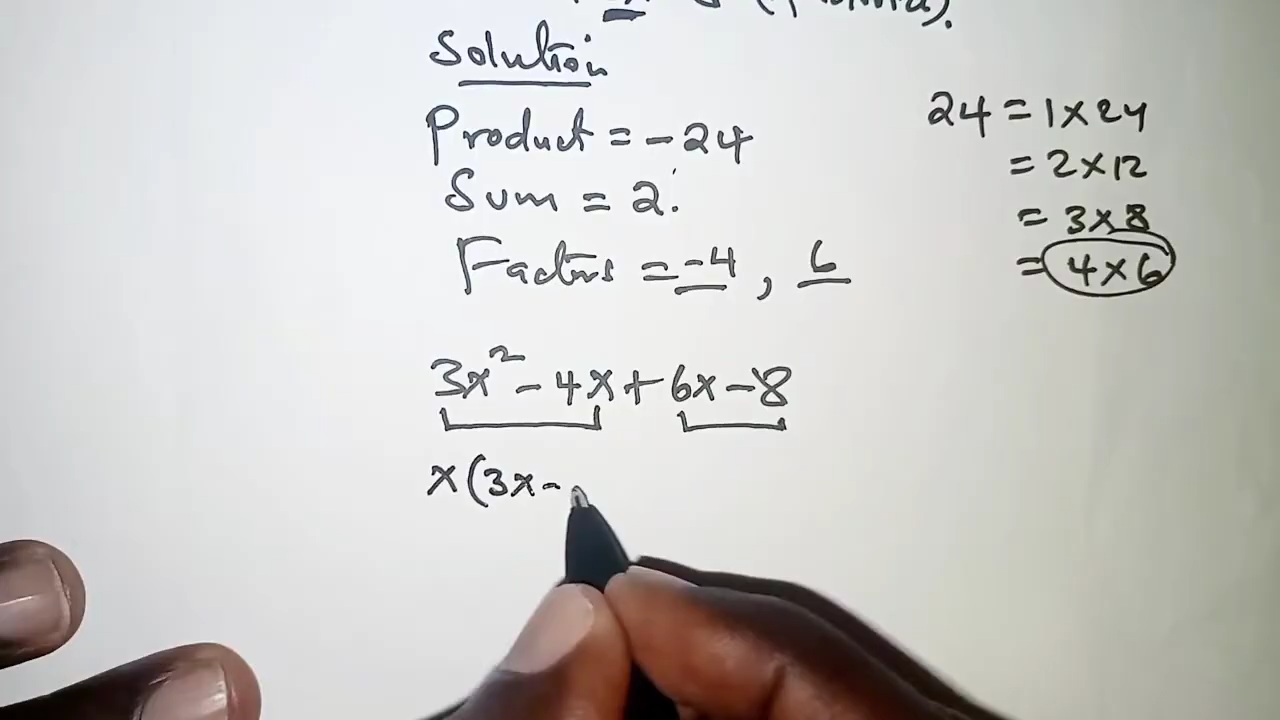 Solution
Product = -24
Sum = 2.
Factors = -4, 6
3x² - 4x + 6x - 8
x(3x -
24 = 1 x 24
= 2 x 12
= 3 x 8
= 4 x 6